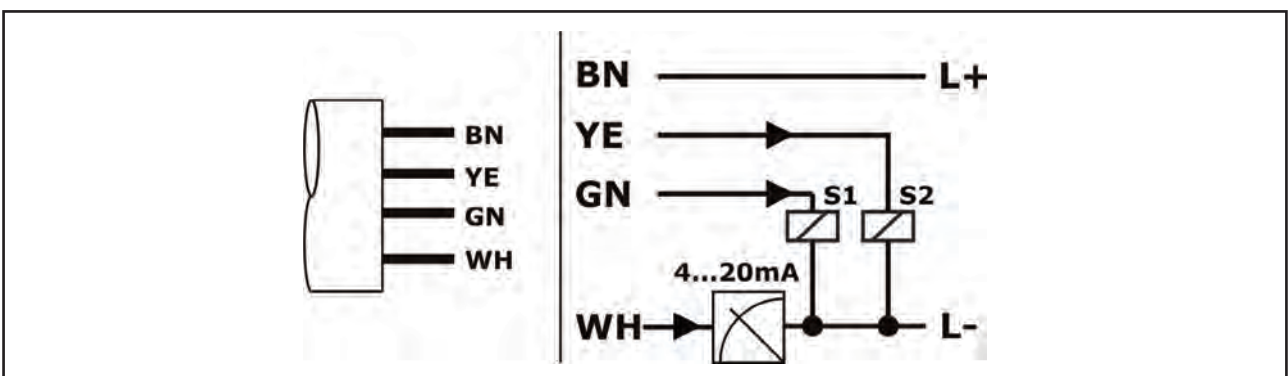 BN
YE
GN
WH
BN L+
YE
GN S1 S2
4...20mA
WH L-